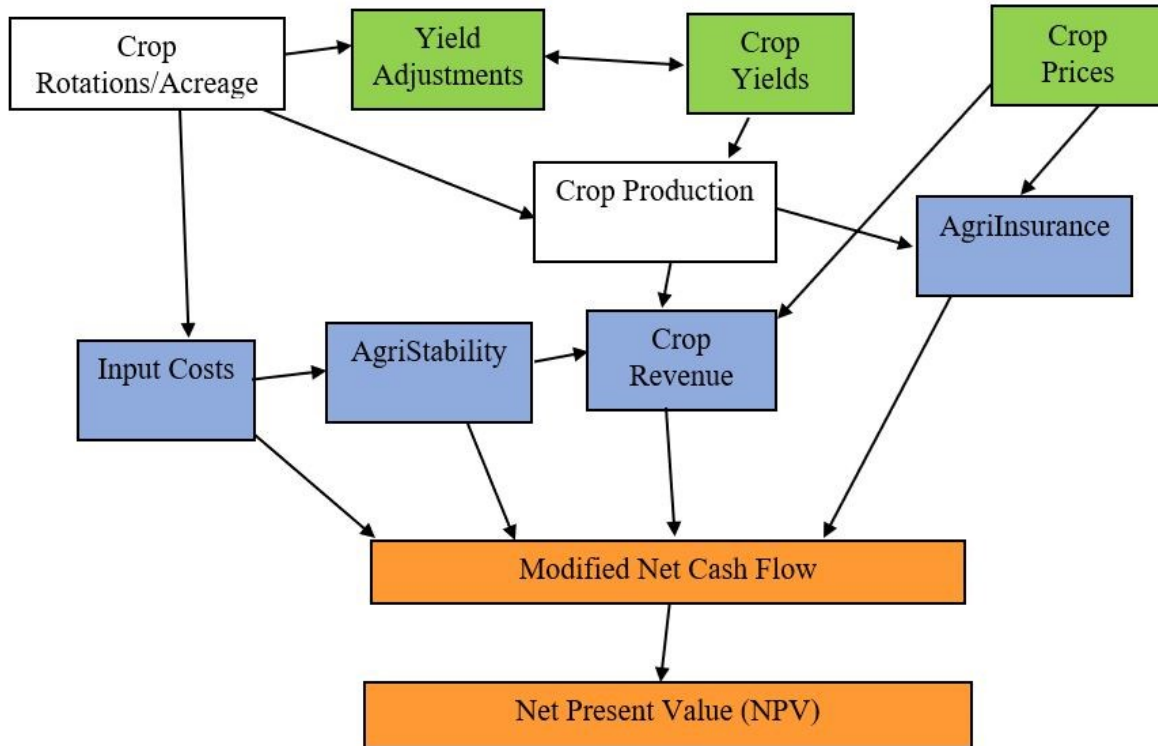 Crop
Rotations/Acreage
Yield
Adjustments
Crop
Yields
Crop
Prices
Crop Production
AgriInsurance
Input Costs
AgriStability
Crop
Revenue
Modified Net Cash Flow
Net Present Value (NPV)